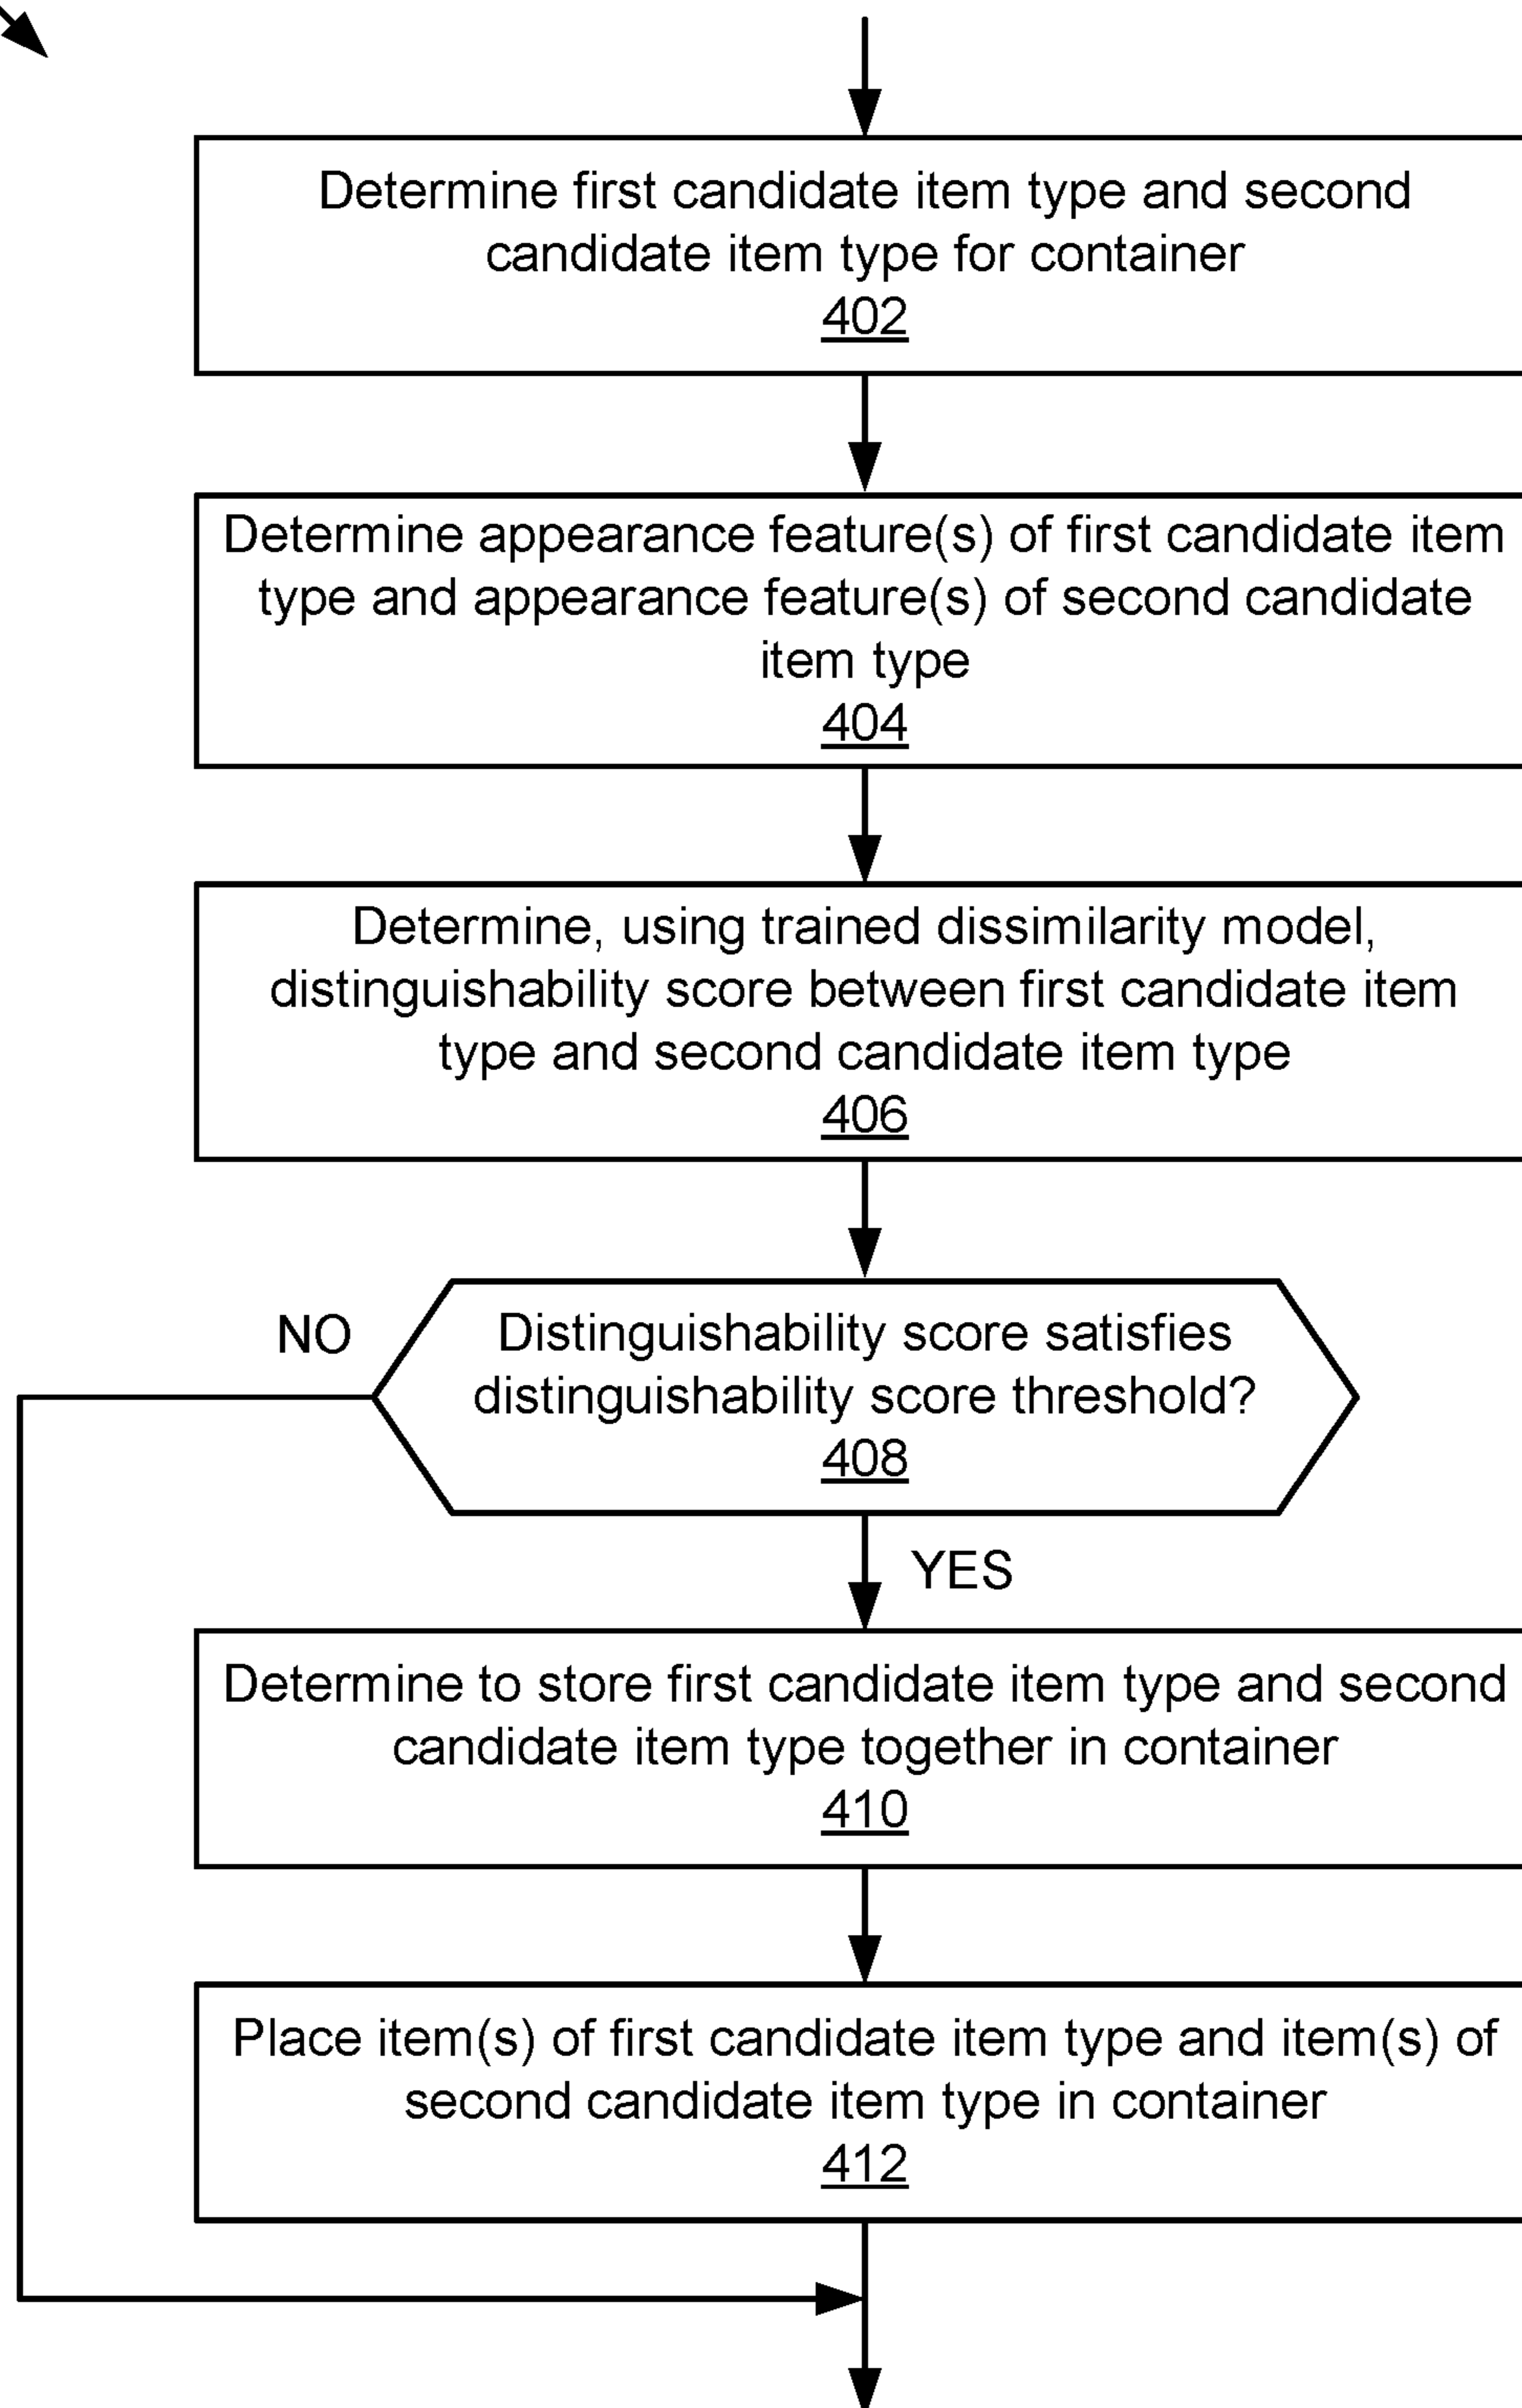 Determine first candidate item type and second
candidate item type for container
402
Determine appearance feature(s) of first candidate item
type and appearance feature(s) of second candidate
item type
404
Determine, using trained dissimilarity model,
distinguishability score between first candidate item
type and second candidate item type
406
NO
Distinguishability score satisfies
distinguishability score threshold?
408
YES
Determine to store first candidate item type and second
candidate item type together in container
410
Place item(s) of first candidate item type and item(s) of
second candidate item type in container
412